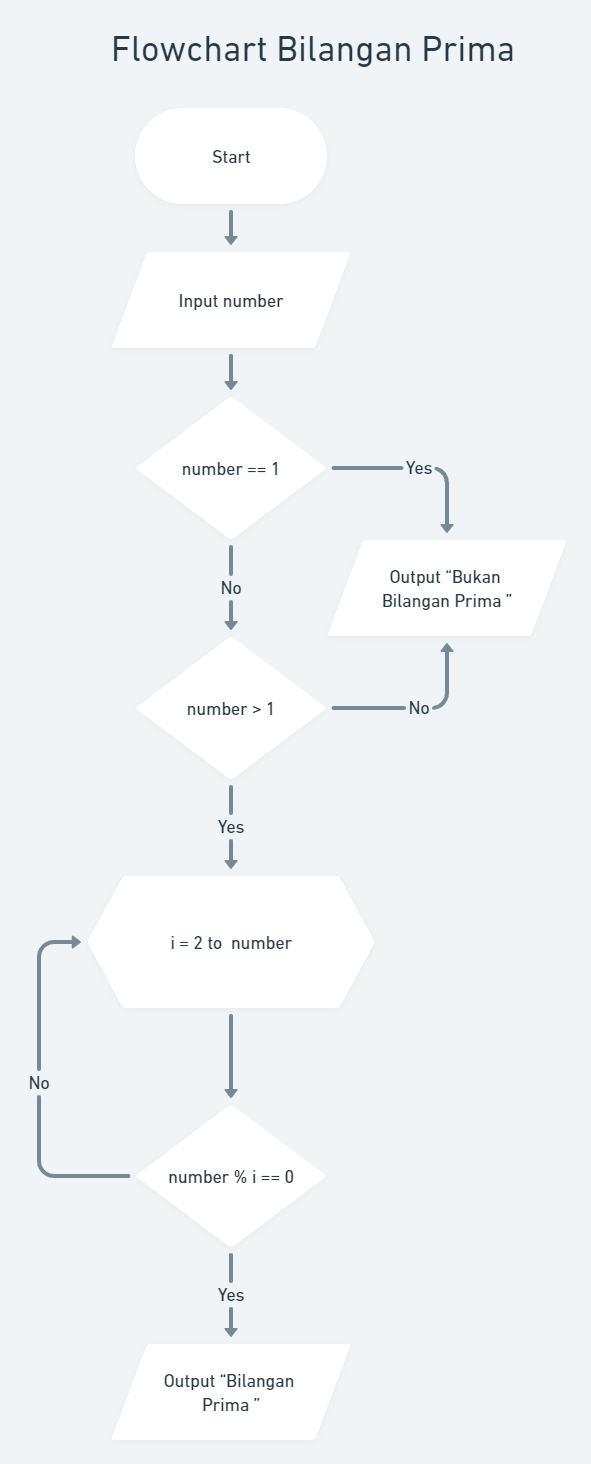 Flowchart Bilangan Prima
Start
Input number
number == 1
Yes
Output “Bukan
Bilangan Prima ”
No
number > 1
No
Yes
i = 2 to  number
No
number % i == 0
Yes
Output “Bilangan
Prima ”